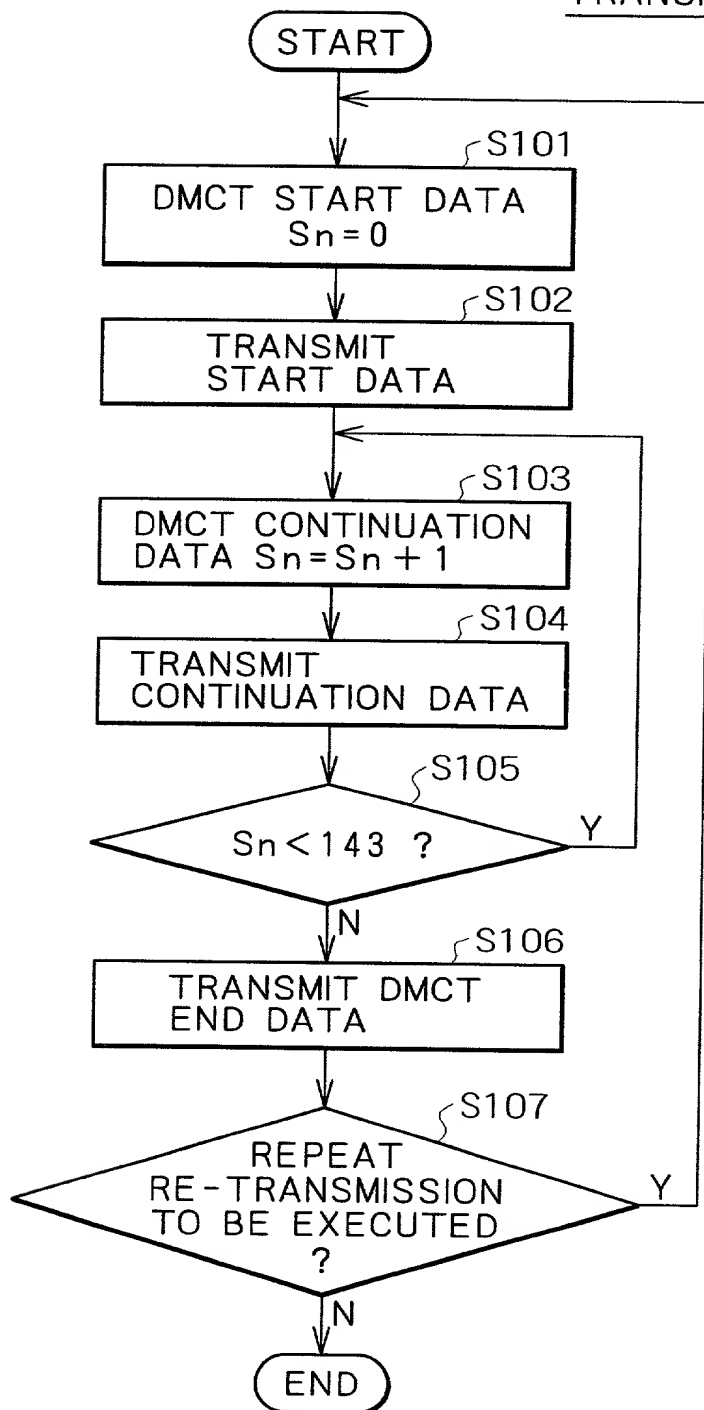 START
S101
DMCT START DATA
Sn=0
S102
TRANSMIT
START DATA
S103
DMCT CONTINUATION
DATA Sn=Sn+1
S104
TRANSMIT
CONTINUATION DATA
S105
Sn<143 ?
Y
N
S106
TRANSMIT DMCT
END DATA
S107
REPEAT
RE-TRANSMISSION
TO BE EXECUTED
?
Y
N
END